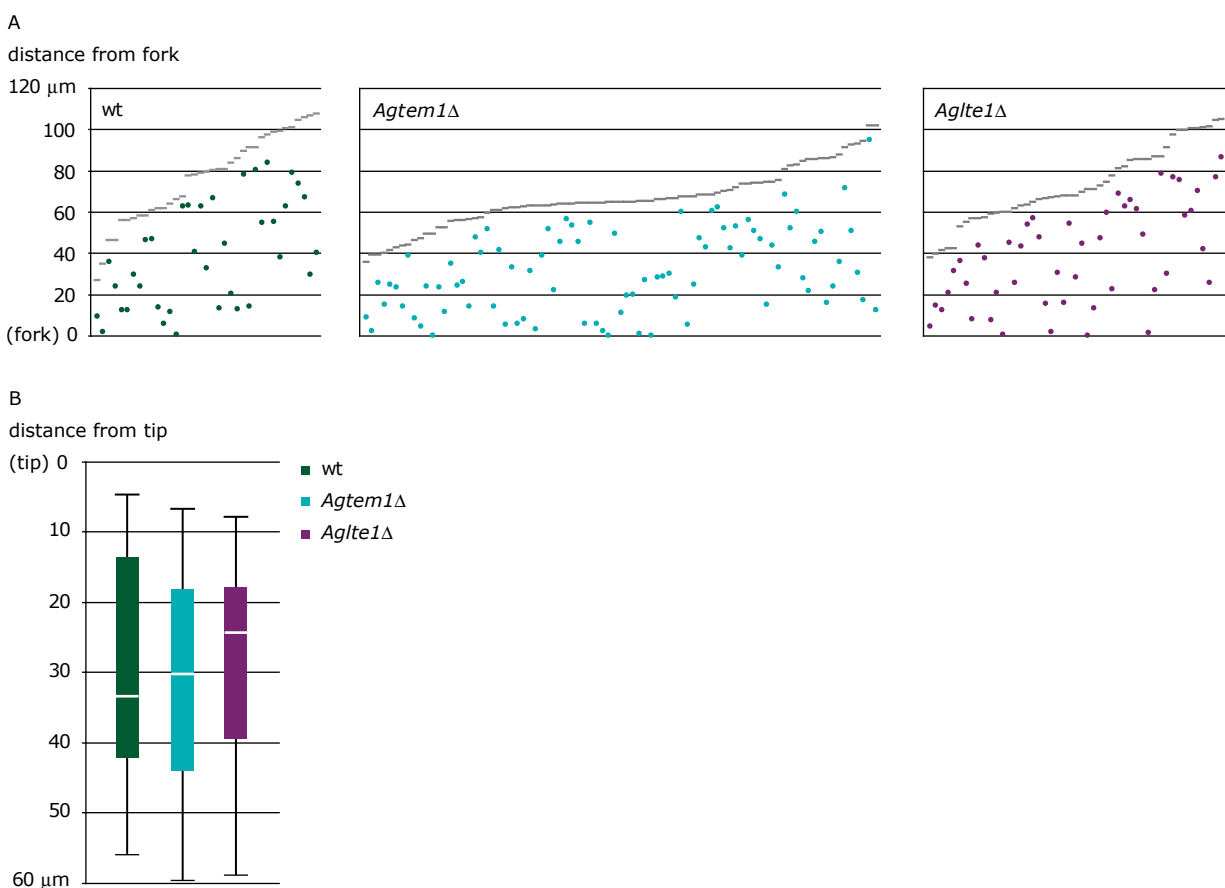 A
distance from fork
120 μm
100
80
60
40
20
(fork) 0
wt
Agtem1Δ
Aglte1Δ
B
distance from tip
(tip) 0
10
20
30
40
50
60 μm
wt
Agtem1Δ
Aglte1Δ